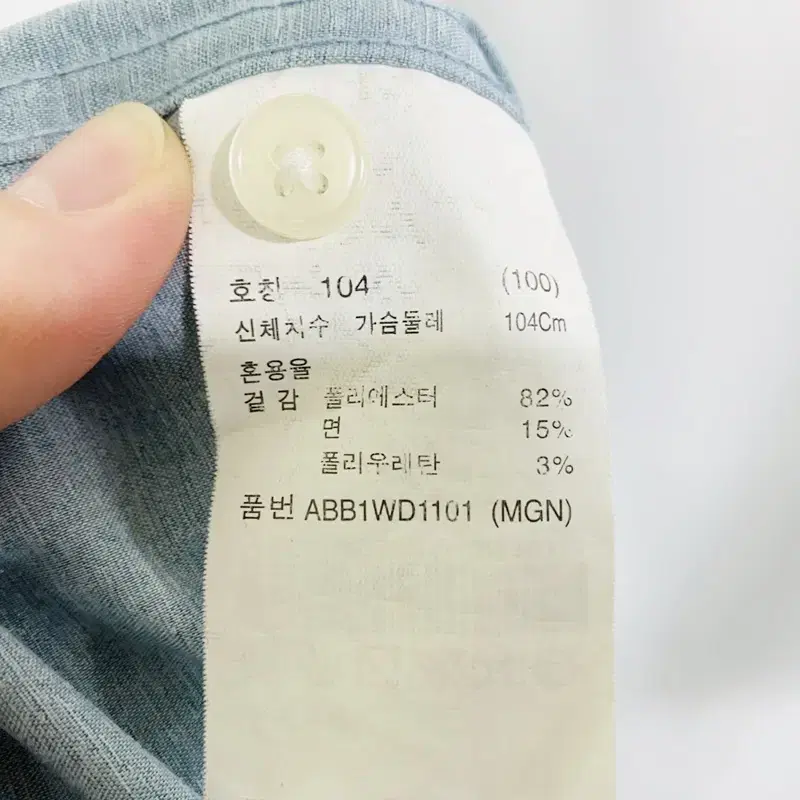 호칭 104 (100)
신체치수 가슴둘레 104Cm
혼용율
겉감 폴리에스터 82%
면 15%
폴리우레탄 3%
품번 ABB1WD1101 (MGN)